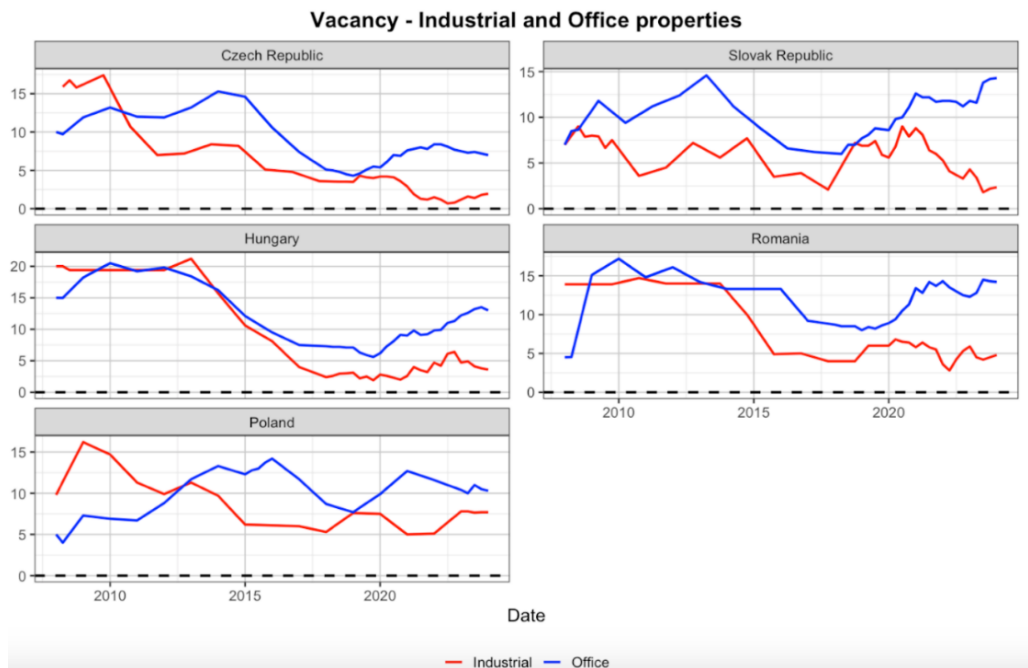 Vacancy - Industrial and Office properties
Czech Republic
15
10
5
0
Slovak Republic
15
10
5
0
Hungary
20
15
10
5
0
Romania
15
10
5
0
2010 2015 2020
Poland
15
10
5
0
2010 2015 2020
Date
Industrial Office